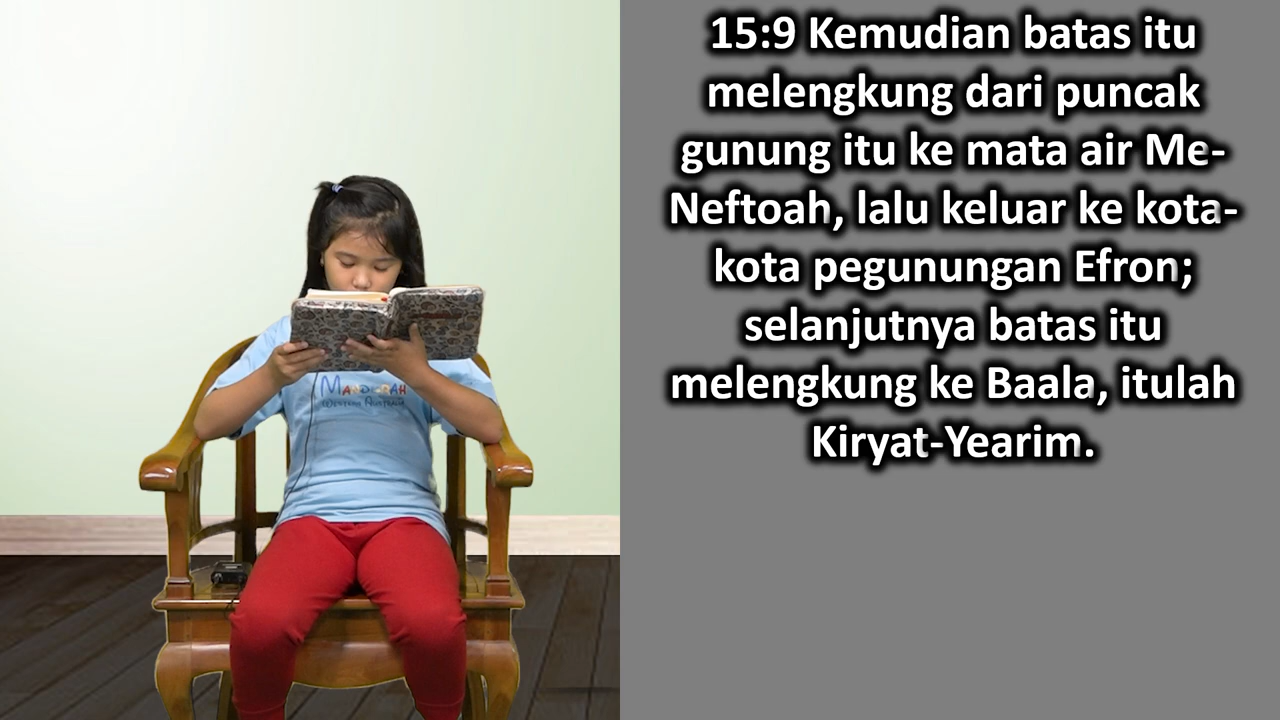 15:9 Kemudian batas itu
melengkung dari puncak
gunung itu ke mata air Me-
Neftoah, lalu keluar ke kota-
kota pegunungan Efron;
selanjutnya batas itu
melengkung ke Baala, itulah
Kiryat-Yearim.